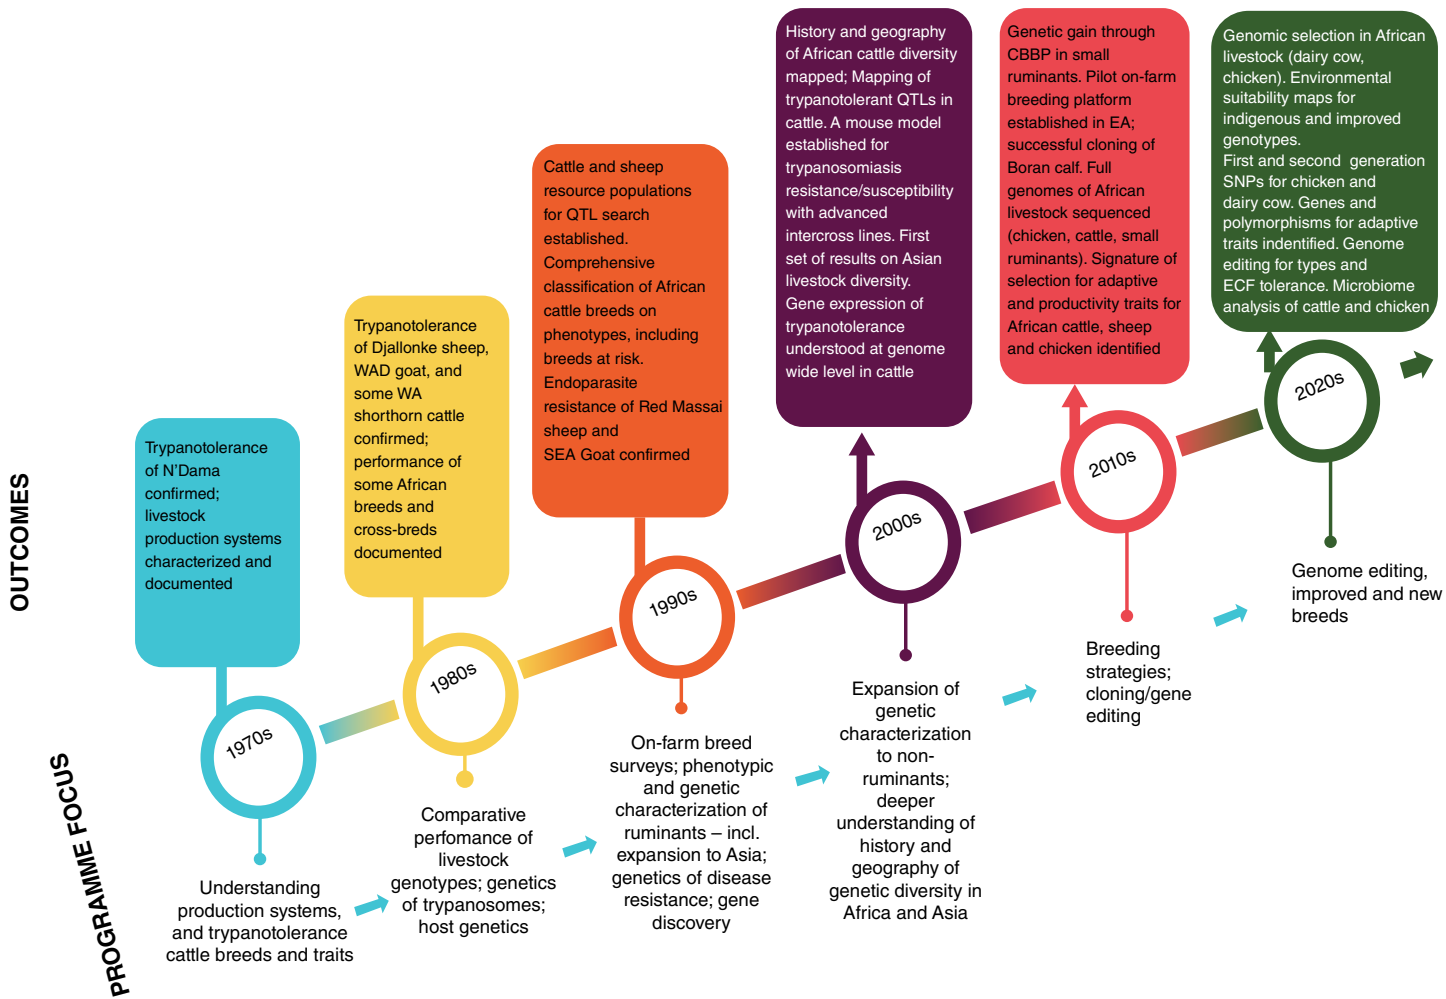 OUTCOMES
PROGRAMME FOCUS
Trypanotolerance
of N’Dama
confirmed;
livestock
production systems
characterized and
documented
1970s
Understanding
production systems,
and trypanotolerance
cattle breeds and traits
Trypanotolerance
of Djallonke sheep,
WAD goat, and
some WA
shorthorn cattle
confirmed;
performance of
some African
breeds and
cross-breds
documented
1980s
Comparative
perfomance of
livestock
genotypes; genetics
of trypanosomes;
host genetics
Cattle and sheep
resource populations
for QTL search
established.
Comprehensive
classification of African
cattle breeds on
phenotypes, including
breeds at risk.
Endoparasite
resistance of Red Massai
sheep and
SEA Goat confirmed
1990s
On-farm breed
surveys; phenotypic
and genetic
characterization of
ruminants – incl.
expansion to Asia;
genetics of disease
resistance; gene
discovery
History and geography
of African cattle diversity
mapped; Mapping of
trypanotolerant QTLs in
cattle. A mouse model
established for
trypanosomiasis
resistance/susceptibility
with advanced
intercross lines. First
set of results on Asian
livestock diversity.
Gene expression of
trypanotolerance
understood at genome
wide level in cattle
2000s
Expansion of
genetic
characterization
to non-
ruminants;
deeper
understanding of
history and
geography of
genetic diversity in
Africa and Asia
Genetic gain through
CBBP in small
ruminants. Pilot on-farm
breeding platform
established in EA;
successful cloning of
Boran calf. Full
genomes of African
livestock sequenced
(chicken, cattle, small
ruminants). Signature of
selection for adaptive
and productivity traits for
African cattle, sheep
and chicken identified
2010s
Breeding
strategies;
cloning/gene
editing
Genomic selection in African
livestock (dairy cow,
chicken). Environmental
suitability maps for
indigenous and improved
genotypes.
First and second generation
SNPs for chicken and
dairy cow. Genes and
polymorphisms for adaptive
traits indentified. Genome
editing for types and
ECF tolerance. Microbiome
analysis of cattle and chicken
2020s
Genome editing,
improved and new
breeds